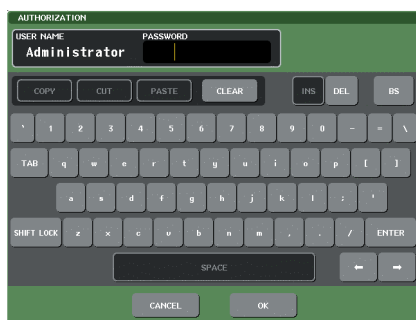 AUTHORIZATION
USER NAME PASSWORD
Administrator
COPY CUT PASTE CLEAR INS DEL BS
` 1 2 3 4 5 6 7 8 9 0 - = \
TAB q w e r t y u i o p [ ]
a s d f g h j k l ; '
SHIFT LOCK z x c v b n m , . / ENTER
SPACE ← →
CANCEL OK